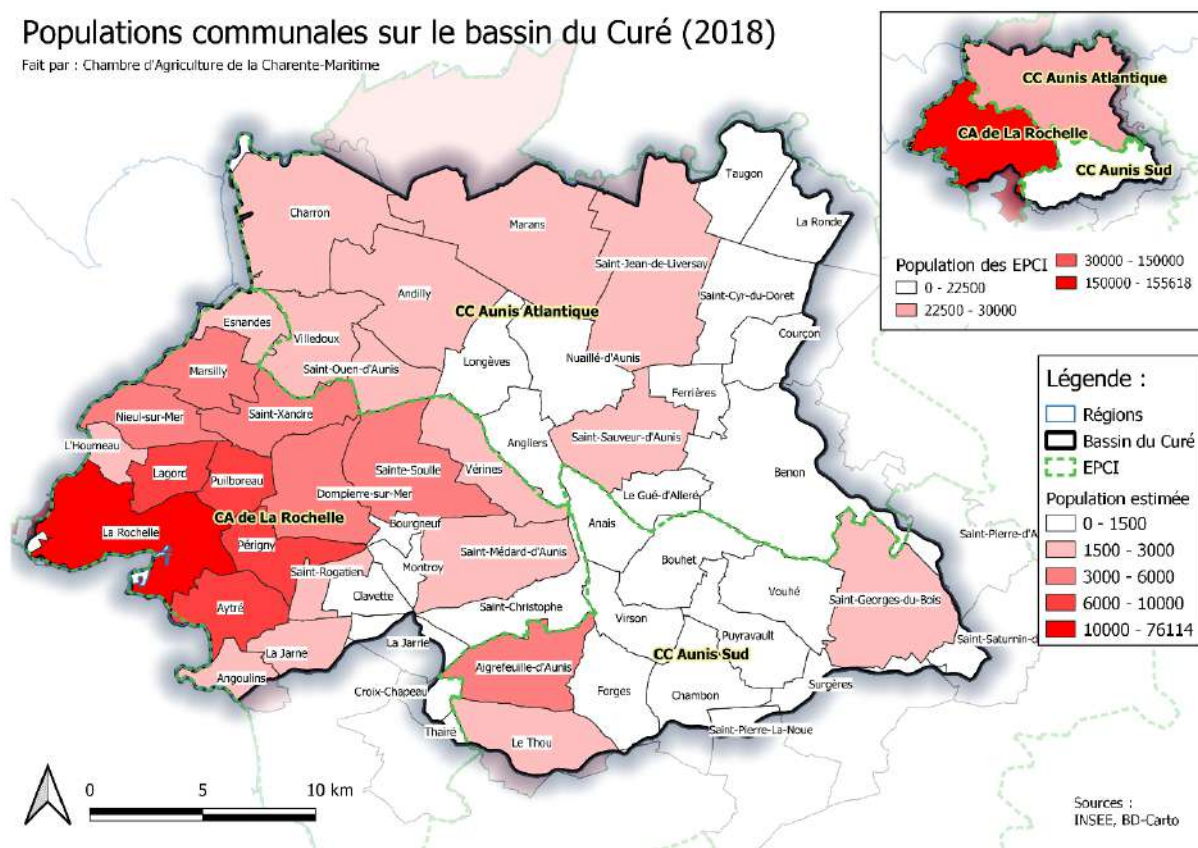 Populations communales sur le bassin du Curé (2018)
Fait par : Chambre d'Agriculture de la Charente-Maritime
CC Aunis Atlantique
CA de La Rochelle
CC Aunis Sud
Population des EPCI
0 - 22500
22500 - 30000
30000 - 150000
150000 - 155618
Légende :
Régions
Bassin du Curé
EPCI
Population estimée
0 - 1500
1500 - 3000
3000 - 6000
6000 - 10000
10000 - 76114
Taugon
La Ronde
Charron
Marans
Saint-Jean-de-Liversay
Andilly
Saint-Cyr-du-Doret
CC Aunis Atlantique
Esnandes
Villedoux
Courçon
Longèves
Nuaillé-d'Aunis
Marsilly
Saint-Ouen-d'Aunis
Ferrières
Nieul-sur-Mer
Saint-Xandre
L'Houmeau
Angliers
Saint-Sauveur-d'Aunis
Lagord
Puilboreau
Sainte-Soulle
Vérines
Benon
Dompierre-sur-Mer
Le Gué-d'Alleré
CA de La Rochelle
Bourgneuf
Anais
La Rochelle
Périgny
Saint-Médard-d'Aunis
Saint-Pierre-d'A
Montroy
Bouhet
Saint-Rogatien
Clavette
Vouhé
Saint-Georges-du-Bois
Aytré
Saint-Christophe
Virson
Puyravault
Saint-Saturnin-d
La Jarne
La Jarrie
CC Aunis Sud
Angoulins
Aigrefeuille-d'Aunis
Croix-Chapeau
Forges
Chambon
Surgères
Thairé
Le Thou
Saint-Pierre-La-Noue
0 5 10 km
Sources :
INSEE, BD-Carto